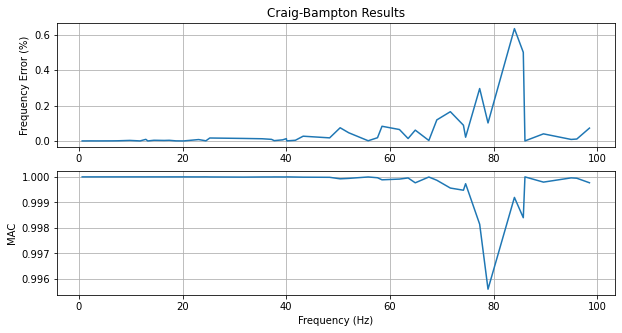 Craig-Bampton Results
Frequency Error (%)
0.6
0.4
0.2
0.0
0 20 40 60 80 100
MAC
1.000
0.999
0.998
0.997
0.996
0 20 40 60 80 100
Frequency (Hz)